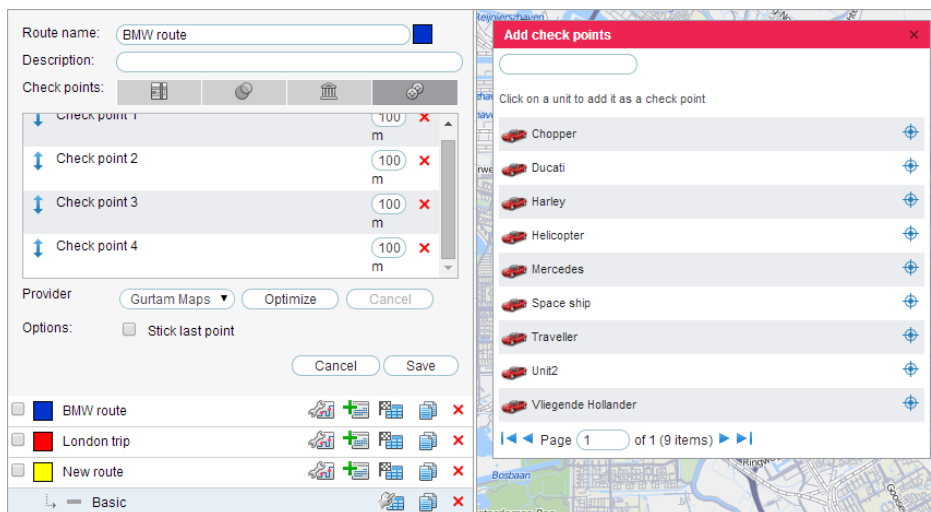 Route name: BMW route
Description:
Check points:
Check point 1 100
m
Check point 2 100
m
Check point 3 100
m
Check point 4 100
m
Provider Gurtam Maps Optimize Cancel
Options: Stick last point
Cancel Save
BMW route
London trip
New route
Basic
Reijnierszhaven
Add check points
Click on a unit to add it as a check point
Chopper
Ducati
Harley
Helicopter
Mercedes
Space ship
Traveller
Unit2
Vliegende Hollander
Page 1 of 1 (9 items)
Bosbaan